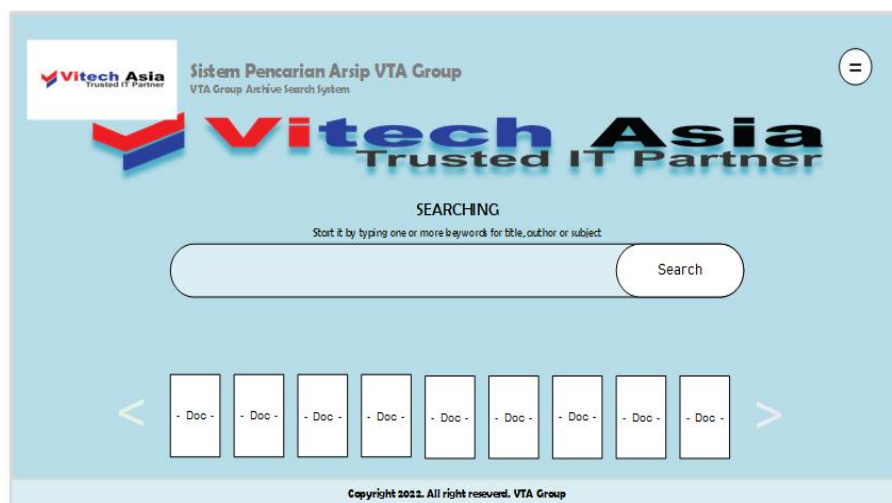 Vitech Asia
Trusted IT Partner
Sistem Pencarian Arsip VTA Group
VTA Group Archive Search System
=
Vitech Asia
Trusted IT Partner
SEARCHING
Start it by typing one or more keywords for title, author or subject
Search
< - Doc - - Doc - - Doc - - Doc - - Doc - - Doc - - Doc - - Doc - - Doc - >
Copyright 2022. All right reseverd. VTA Group